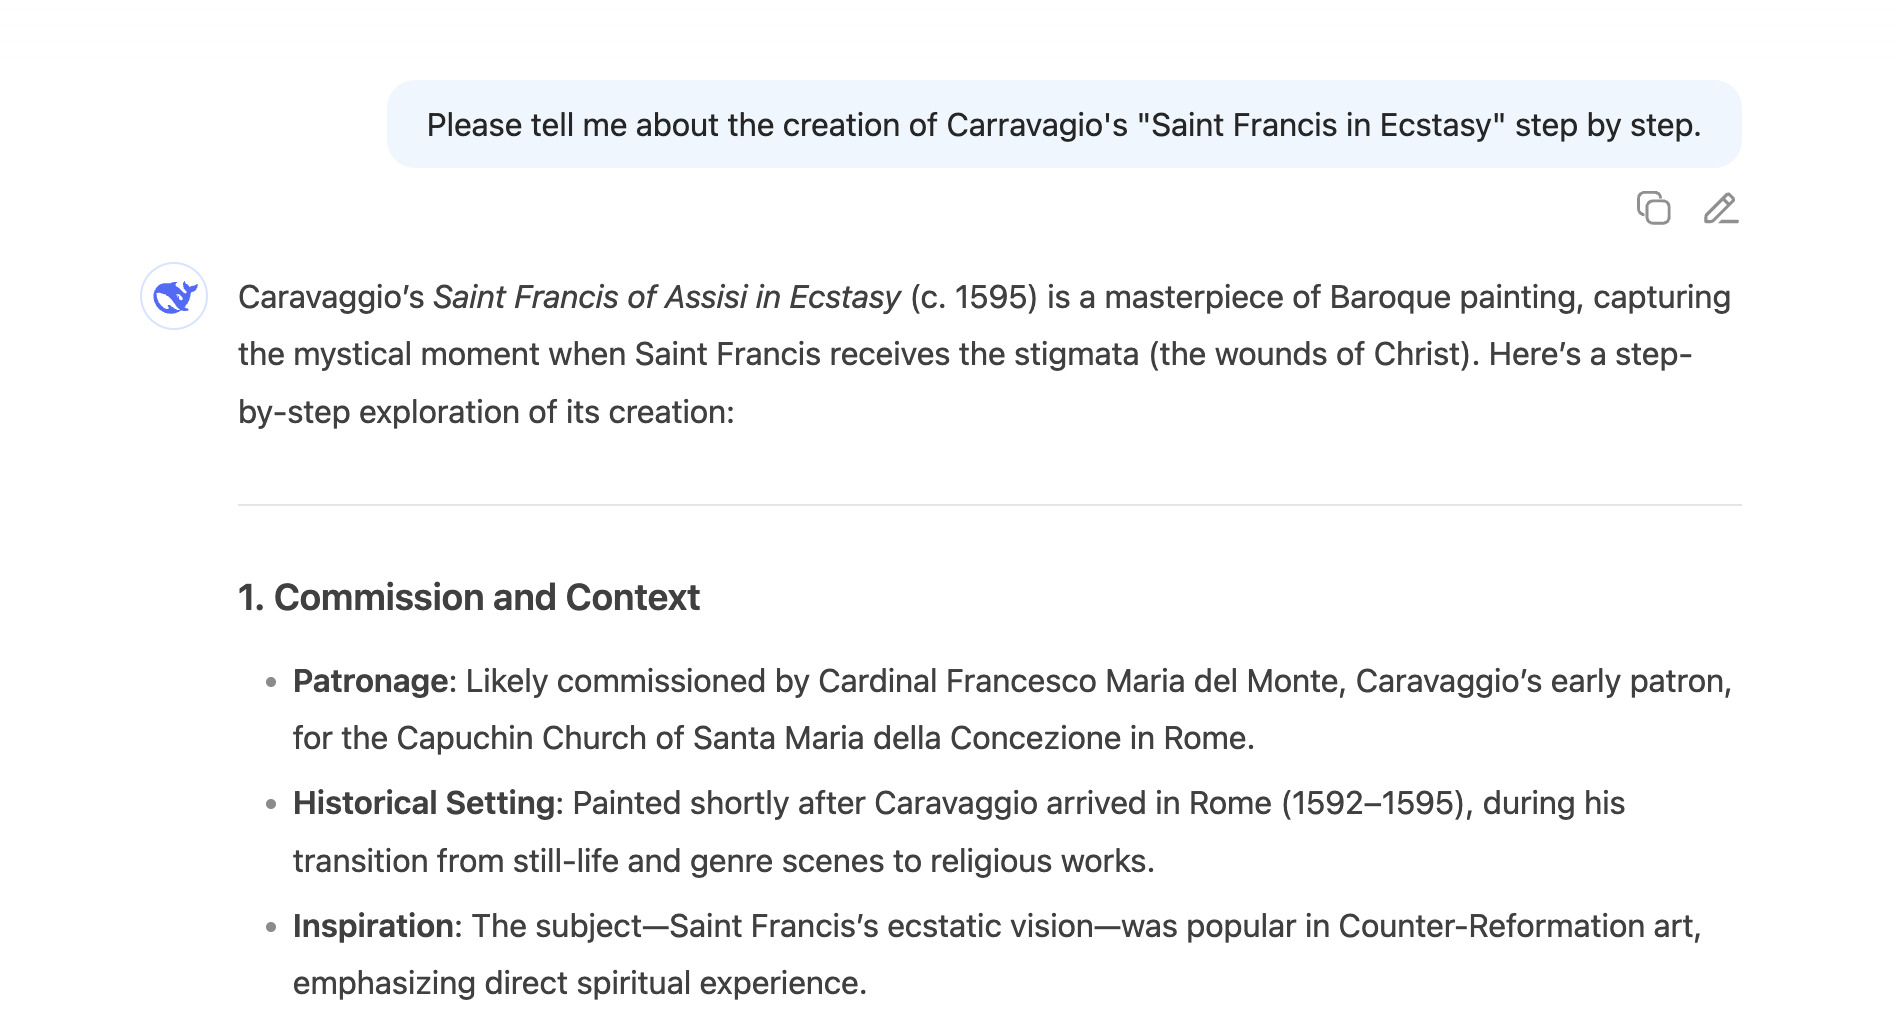 Please tell me about the creation of Carravagio's "Saint Francis in Ecstasy" step by step.
Caravaggio’s Saint Francis of Assisi in Ecstasy (c. 1595) is a masterpiece of Baroque painting, capturing
the mystical moment when Saint Francis receives the stigmata (the wounds of Christ). Here’s a step-
by-step exploration of its creation:
1. Commission and Context
• Patronage: Likely commissioned by Cardinal Francesco Maria del Monte, Caravaggio’s early patron,
for the Capuchin Church of Santa Maria della Concezione in Rome.
• Historical Setting: Painted shortly after Caravaggio arrived in Rome (1592–1595), during his
transition from still-life and genre scenes to religious works.
• Inspiration: The subject—Saint Francis’s ecstatic vision—was popular in Counter-Reformation art,
emphasizing direct spiritual experience.